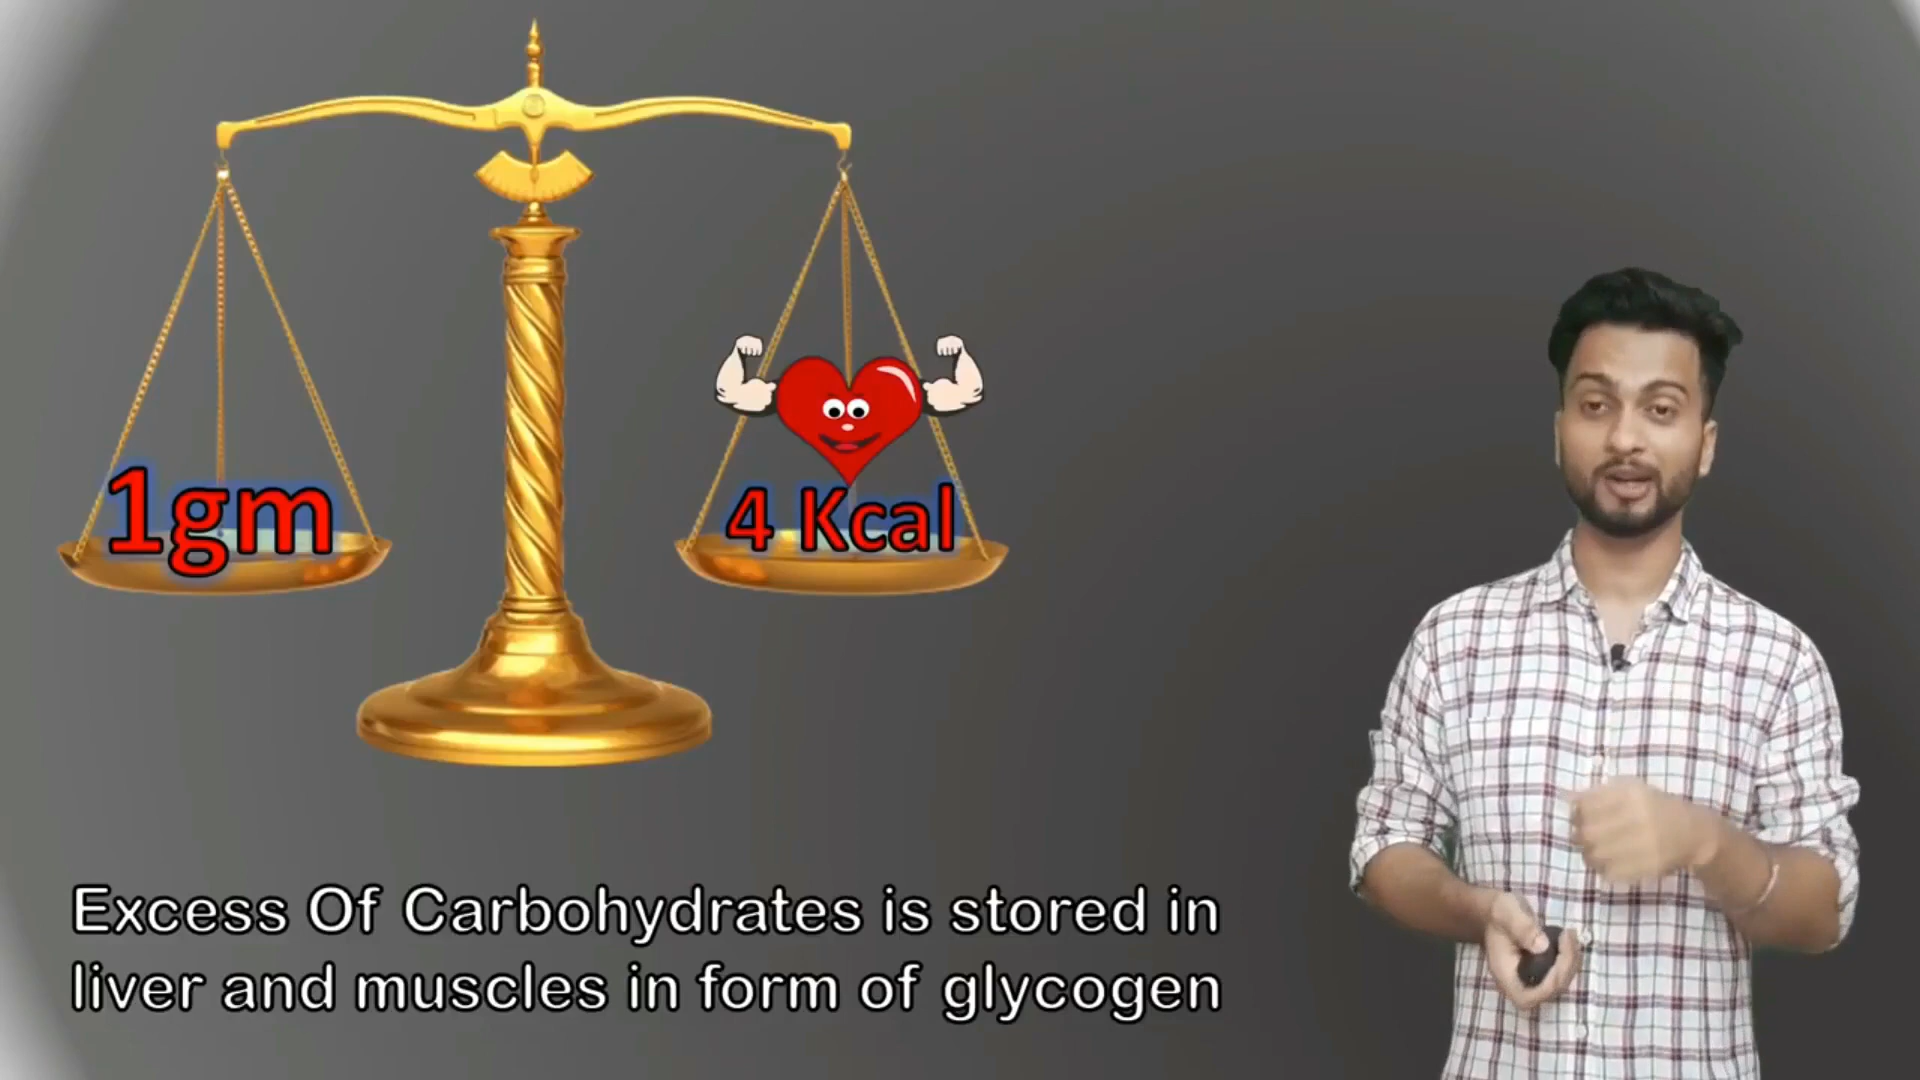 1gm
4 Kcal
Excess Of Carbohydrates is stored in
liver and muscles in form of glycogen